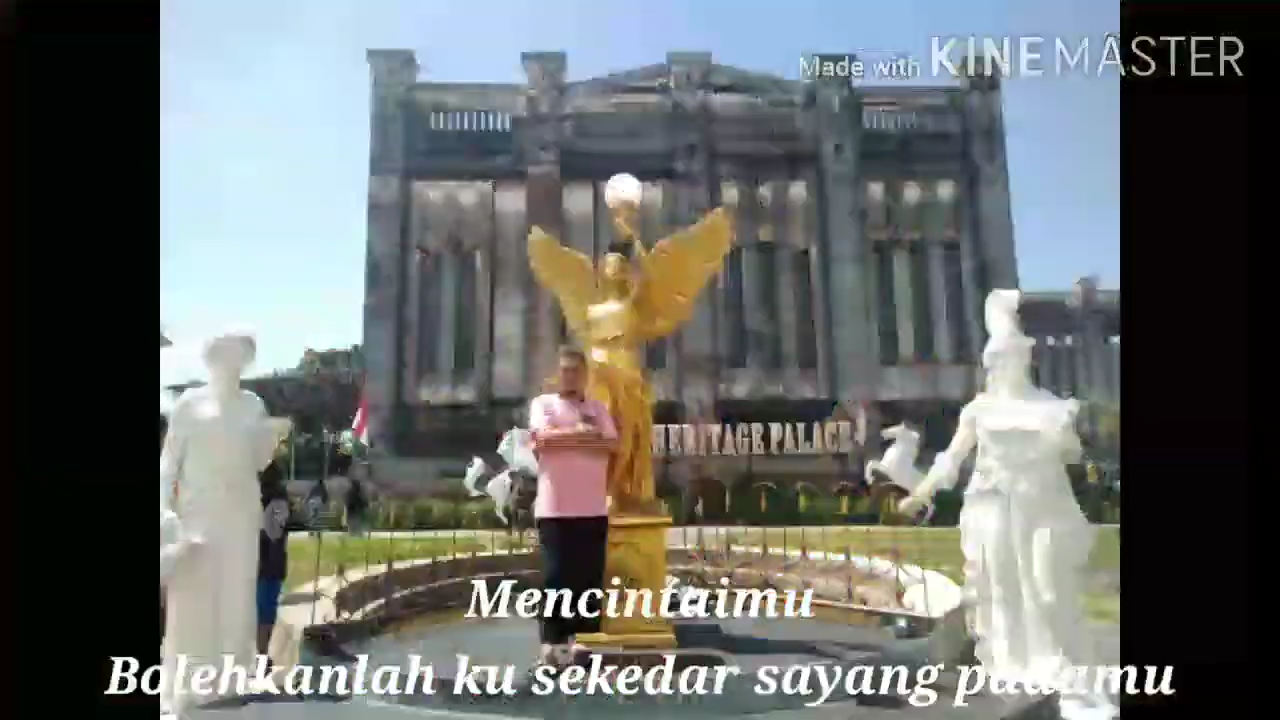 Made with KINEMASTER
HERITAGE PALACE
Mencintaimu
Bolehkanlah ku sekedar sayang padamu